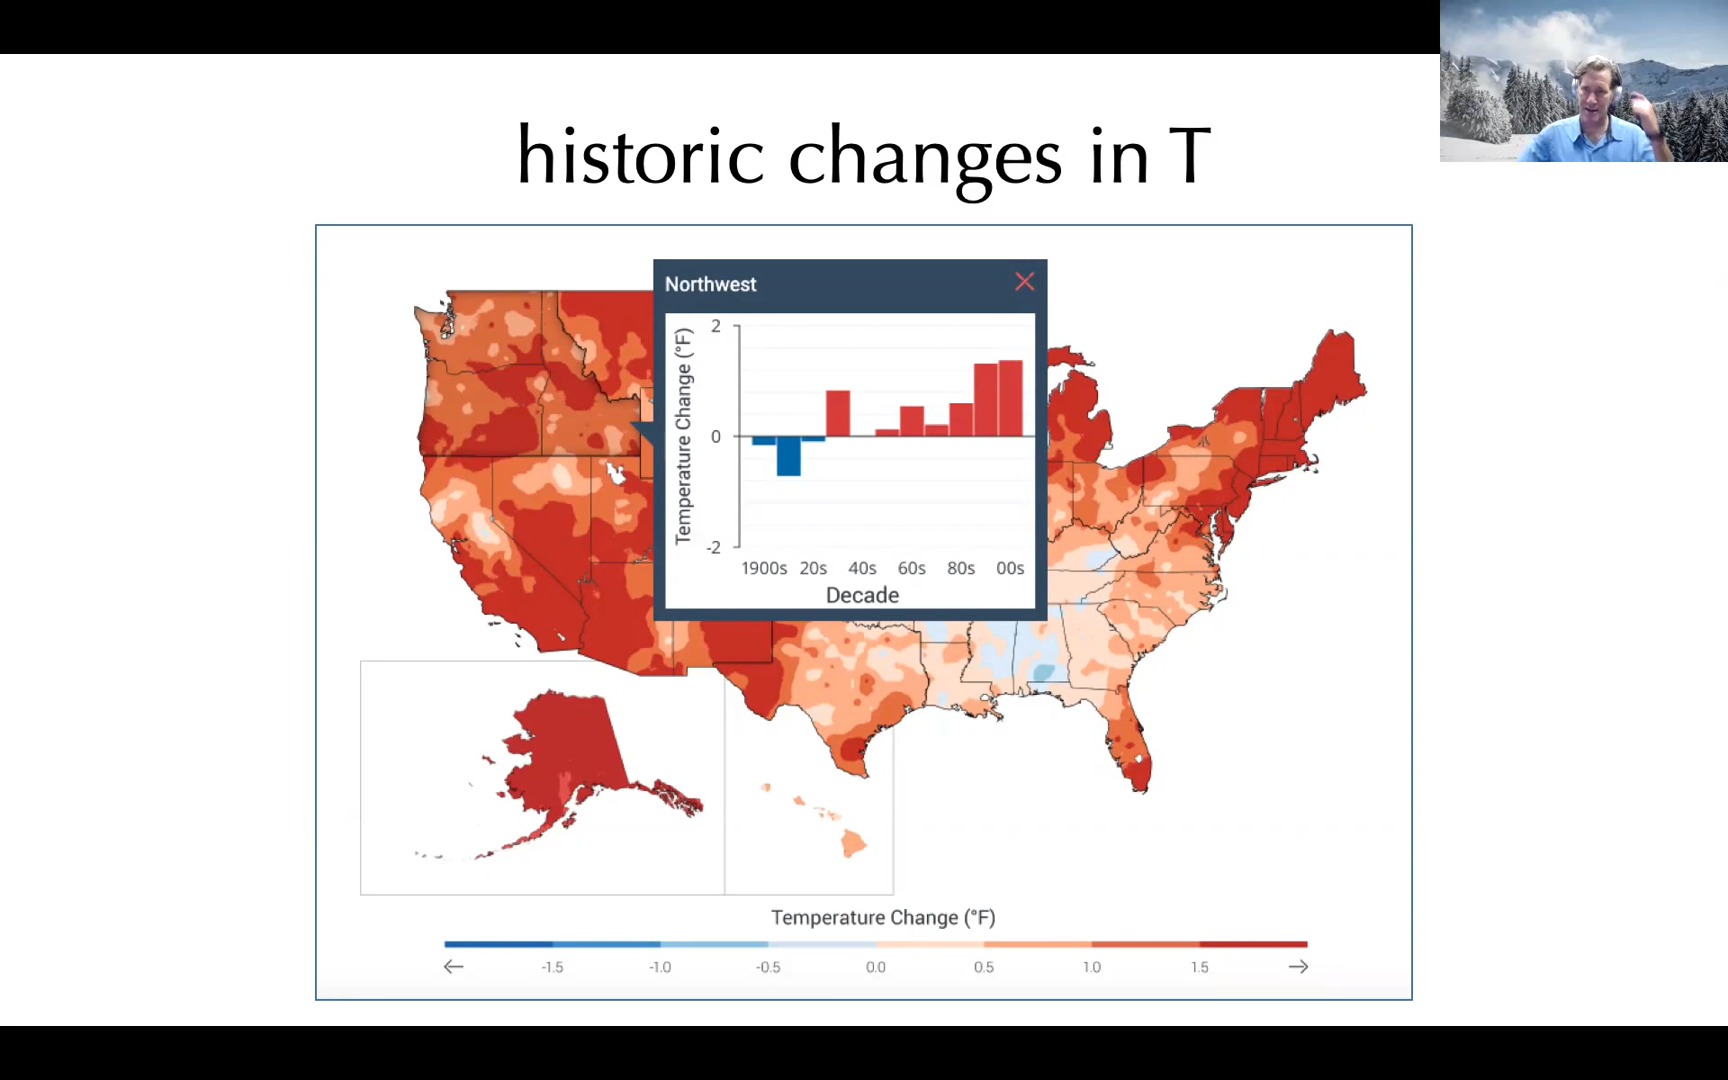 historic changes in T
Northwest
Temperature Change (°F)
2
0
-2
1900s 20s 40s 60s 80s 00s
Decade
Temperature Change (°F)
-1.5 -1.0 -0.5 0.0 0.5 1.0 1.5